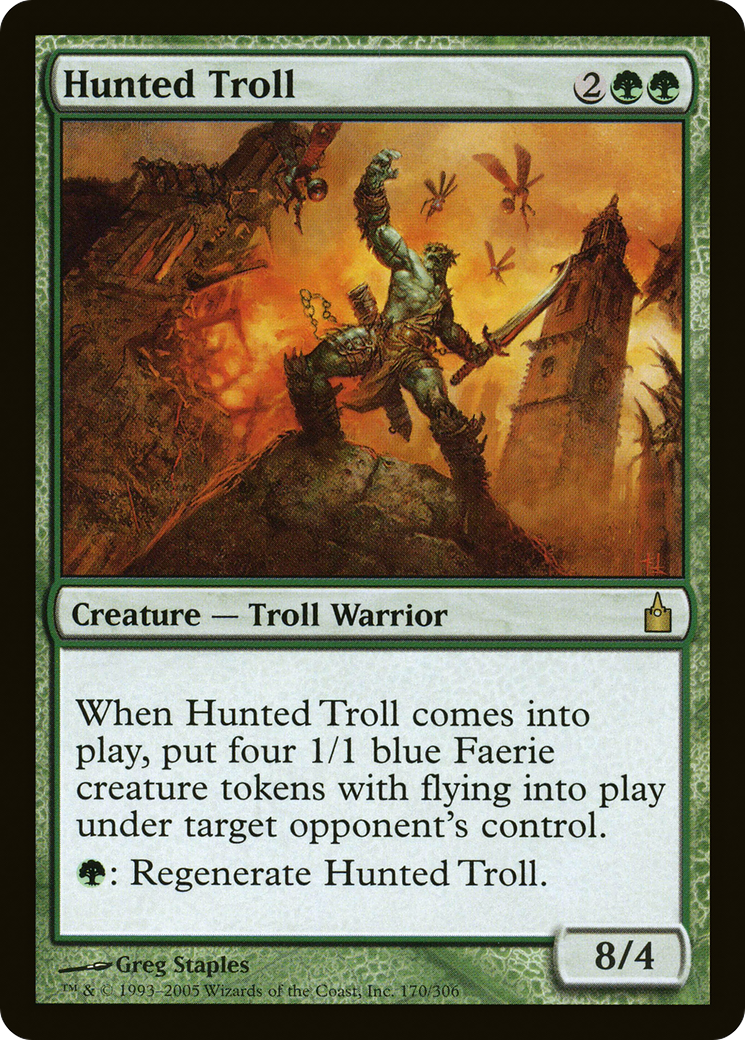 Hunted Troll 2
Creature — Troll Warrior
When Hunted Troll comes into
play, put four 1/1 blue Faerie
creature tokens with flying into play
under target opponent's control.
: Regenerate Hunted Troll.
8/4
Greg Staples
™ & © 1993–2005 Wizards of the Coast, Inc. 170/306